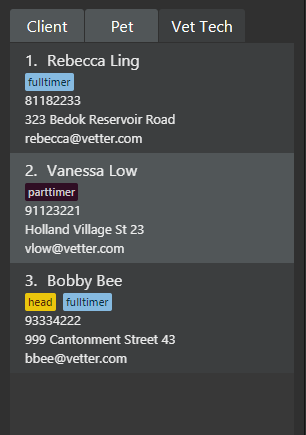 Client Pet Vet Tech
1. Rebecca Ling
fulltimer
81182233
323 Bedok Reservoir Road
rebecca@vetter.com
2. Vanessa Low
parttimer
91123221
Holland Village St 23
vlow@vetter.com
3. Bobby Bee
head fulltimer
93334222
999 Cantonment Street 43
bbee@vetter.com